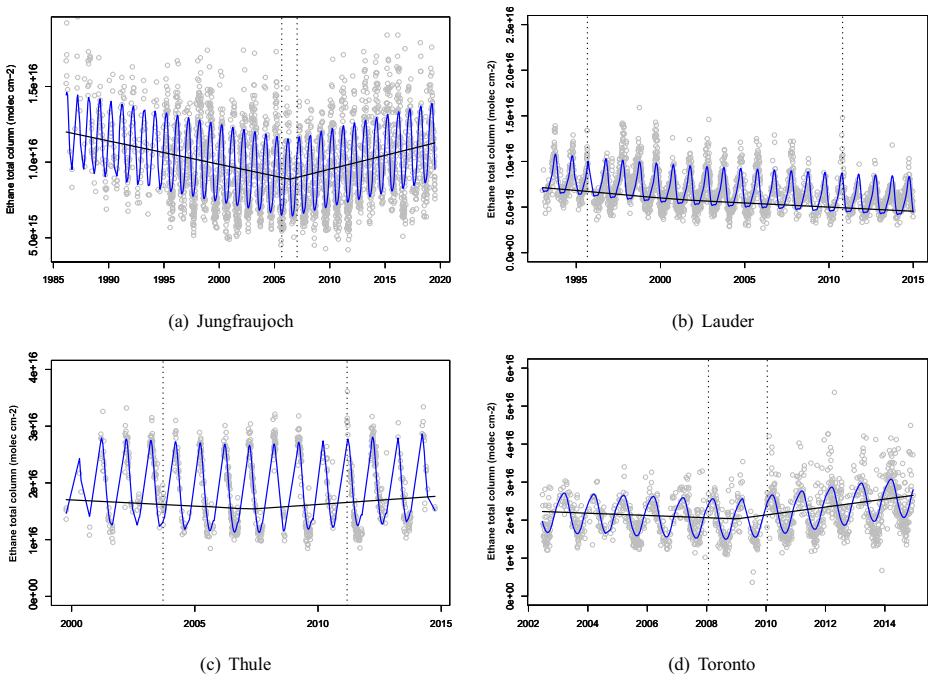 Ethane total column (molec cm-2)
5.0e+15 1.0e+16 1.5e+16
1985 1990 1995 2000 2005 2010 2015 2020
(a) Jungfraujoch
Ethane total column (molec cm-2)
0.0e+00 5.0e+15 1.0e+16 1.5e+16 2.0e+16 2.5e+16
1995 2000 2005 2010 2015
(b) Lauder
Ethane total column (molec cm-2)
0e+00 1e+16 2e+16 3e+16 4e+16
2000 2005 2010 2015
(c) Thule
Ethane total column (molec cm-2)
0e+00 1e+16 2e+16 3e+16 4e+16 5e+16 6e+16
2002 2004 2006 2008 2010 2012 2014
(d) Toronto